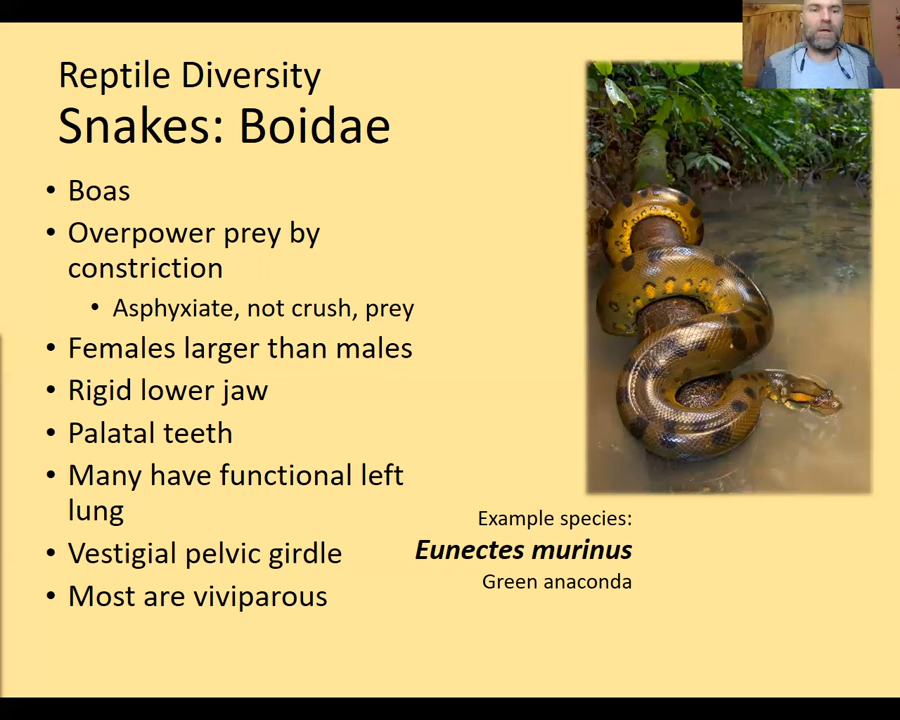 Reptile Diversity
Snakes: Boidae
• Boas
• Overpower prey by
constriction
• Asphyxiate, not crush, prey
• Females larger than males
• Rigid lower jaw
• Palatal teeth
• Many have functional left
lung
• Vestigial pelvic girdle
• Most are viviparous
Example species:
Eunectes murinus
Green anaconda